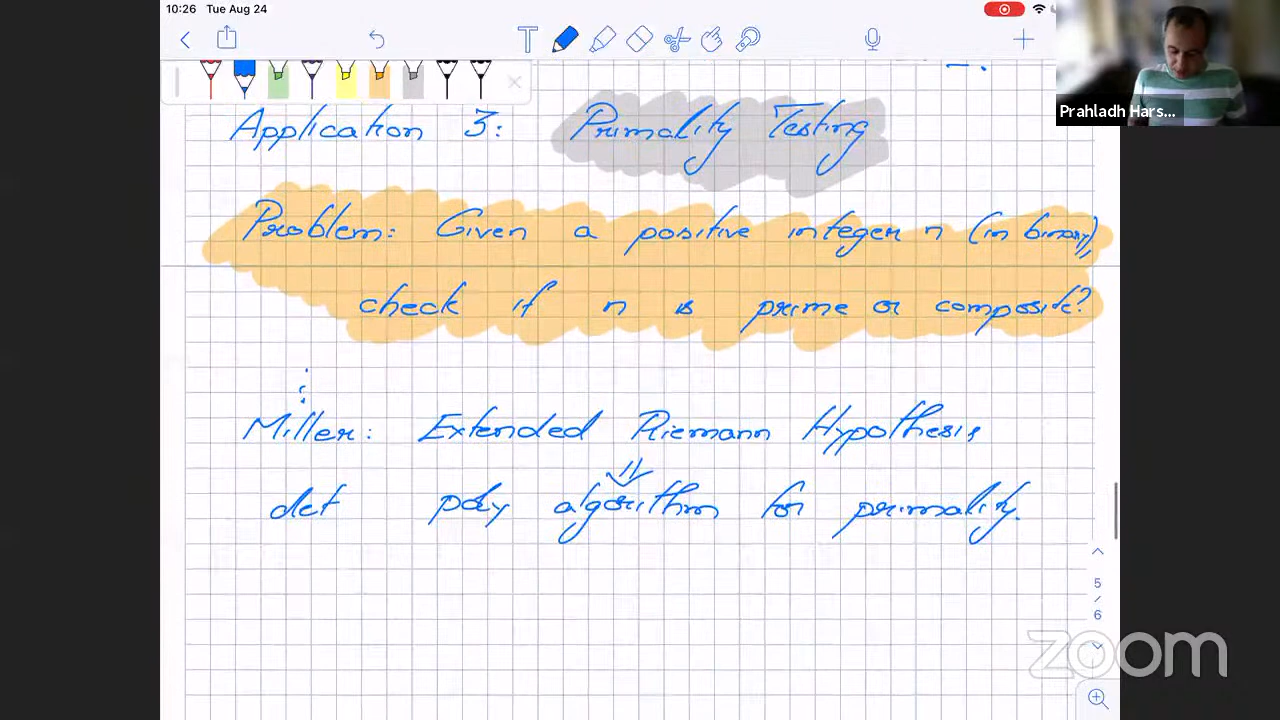 10:26 Tue Aug 24
Prahladh Hars...
Application 3: Primality Testing
Problem: Given a positive integer n (in binary),
check if n is prime or composite?
Miller: Extended Riemann Hypothesis
⇓
det poly algorithm for primality.
5
/
6
zoom